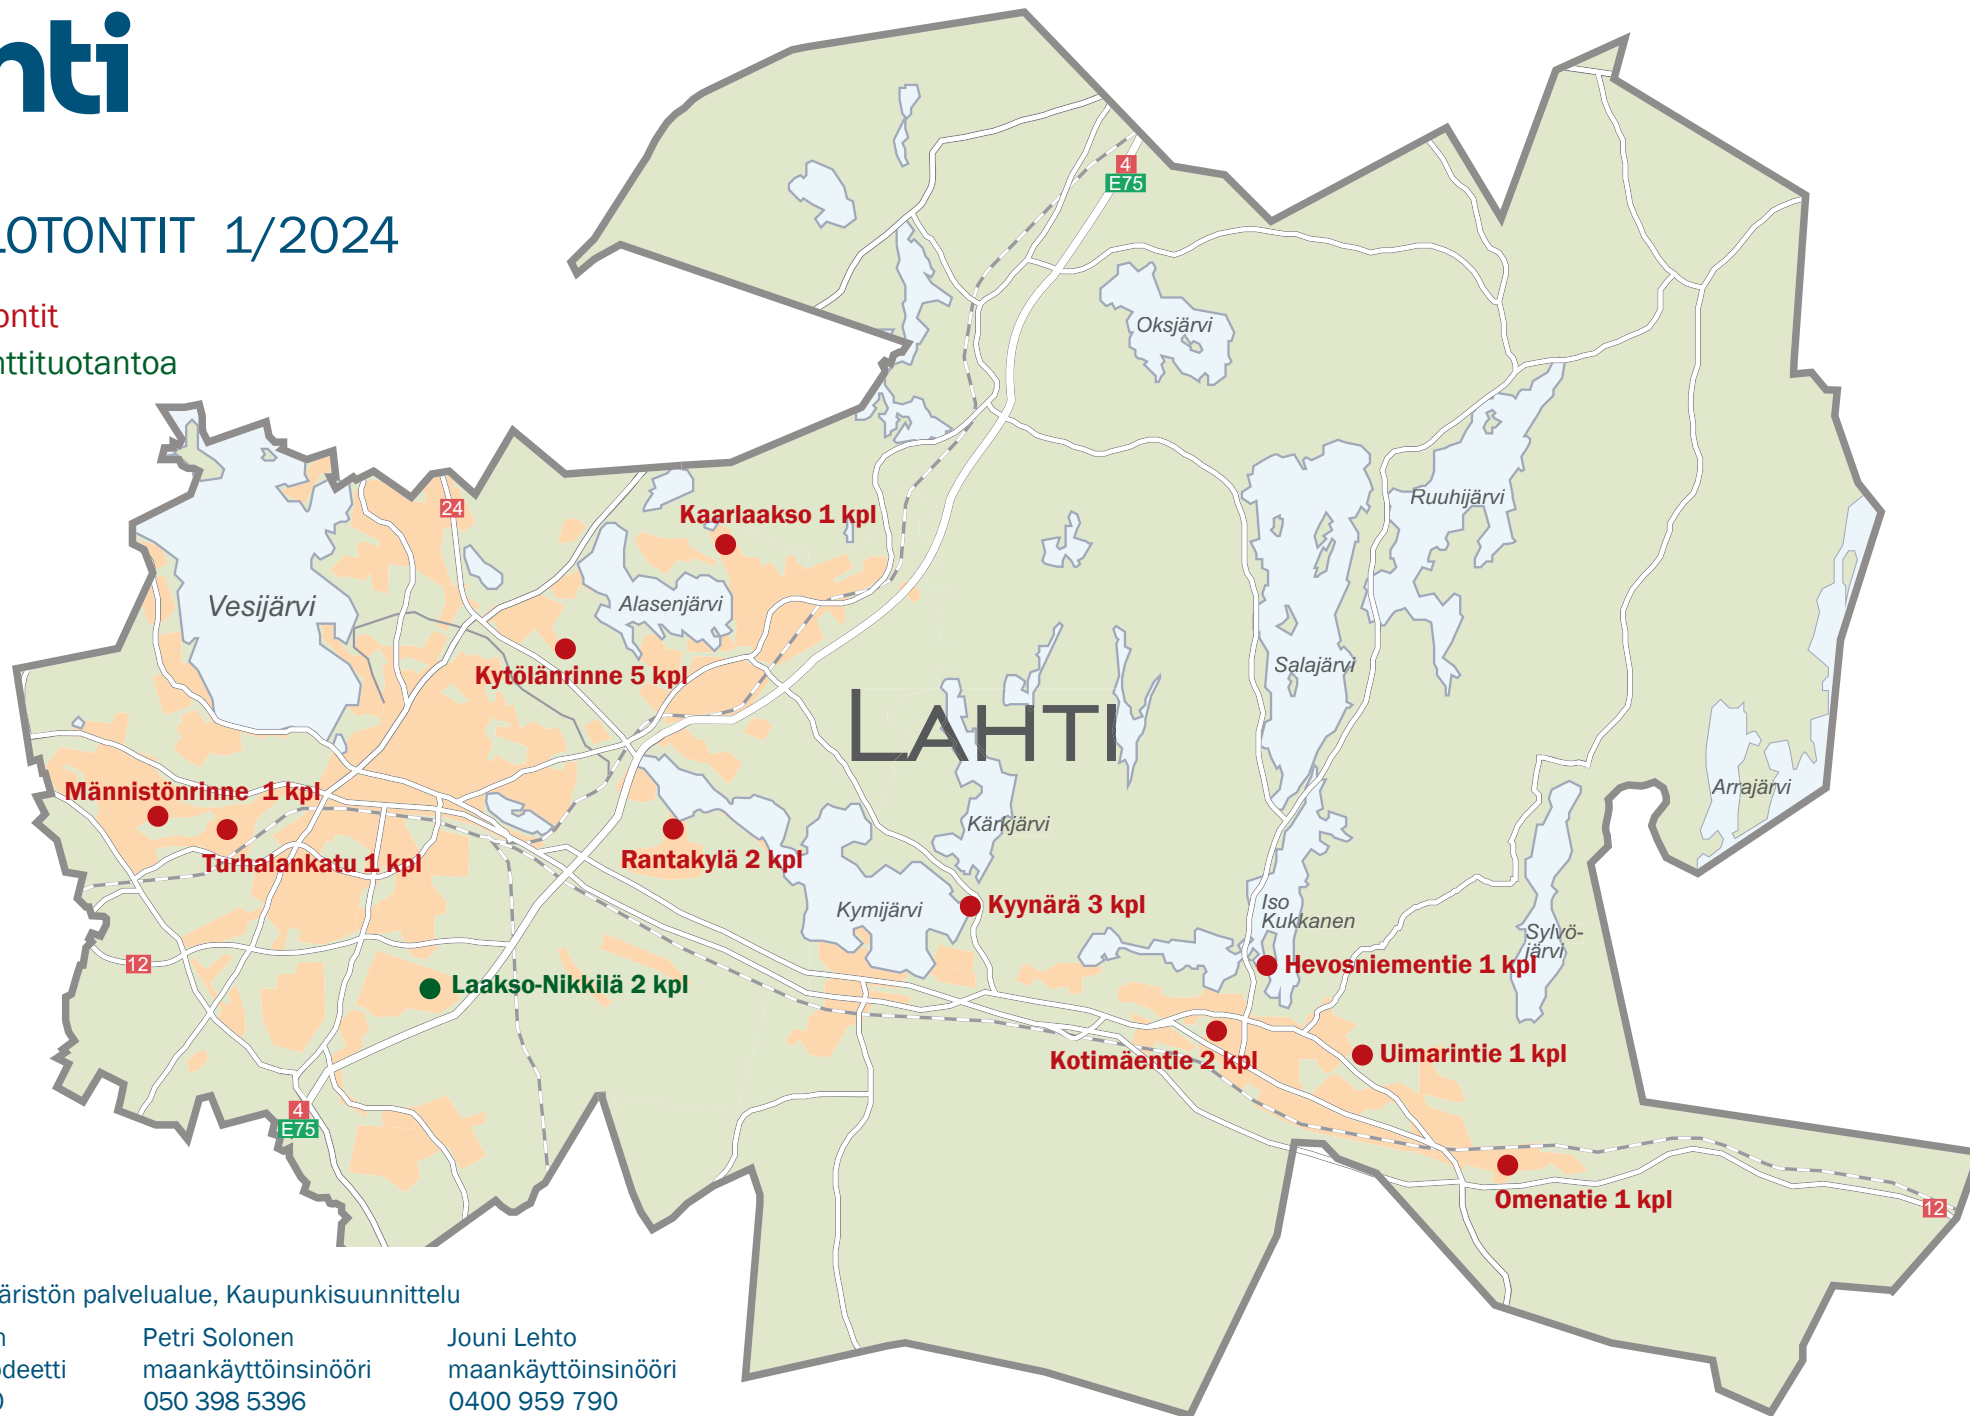 hti
LOTONTIT 1/2024
ontit
nttituotantoa
4
E75
Oksjärvi
24
Kaarlaakso 1 kpl
Ruuhijärvi
Vesijärvi
Alasenjärvi
Kytölänrinne 5 kpl
Salajärvi
LAHTI
Männistönrinne 1 kpl
Arrajärvi
Kärkjärvi
Turhalankatu 1 kpl
Rantakylä 2 kpl
Kymijärvi
Kyynärä 3 kpl
Iso
Kukkanen
Sylvö-
järvi
12
Hevosniementie 1 kpl
Laakso-Nikkilä 2 kpl
Kotimäentie 2 kpl
Uimarintie 1 kpl
4
E75
Omenatie 1 kpl
12
äristön palvelualue, Kaupunkisuunnittelu
n
Petri Solonen
Jouni Lehto
odeetti
maankäyttöinsinööri
maankäyttöinsinööri
0
050 398 5396
0400 959 790